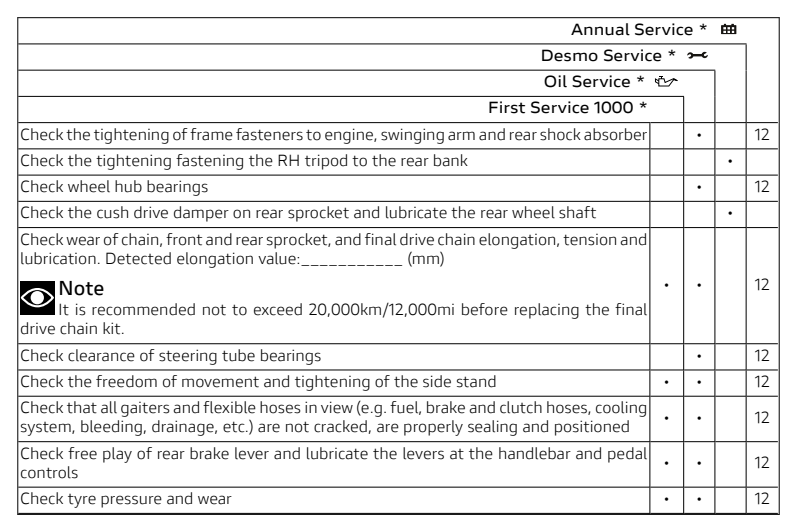 Annual Service *
Desmo Service *
Oil Service *
First Service 1000 *
Check the tightening of frame fasteners to engine, swinging arm and rear shock absorber • 12
Check the tightening fastening the RH tripod to the rear bank •
Check wheel hub bearings • 12
Check the cush drive damper on rear sprocket and lubricate the rear wheel shaft •
Check wear of chain, front and rear sprocket, and final drive chain elongation, tension and
lubrication. Detected elongation value:___________ (mm)
Note
It is recommended not to exceed 20,000km/12,000mi before replacing the final
drive chain kit.
• • 12
Check clearance of steering tube bearings • 12
Check the freedom of movement and tightening of the side stand • • 12
Check that all gaiters and flexible hoses in view (e.g. fuel, brake and clutch hoses, cooling
system, bleeding, drainage, etc.) are not cracked, are properly sealing and positioned • • 12
Check free play of rear brake lever and lubricate the levers at the handlebar and pedal
controls • • 12
Check tyre pressure and wear • • 12